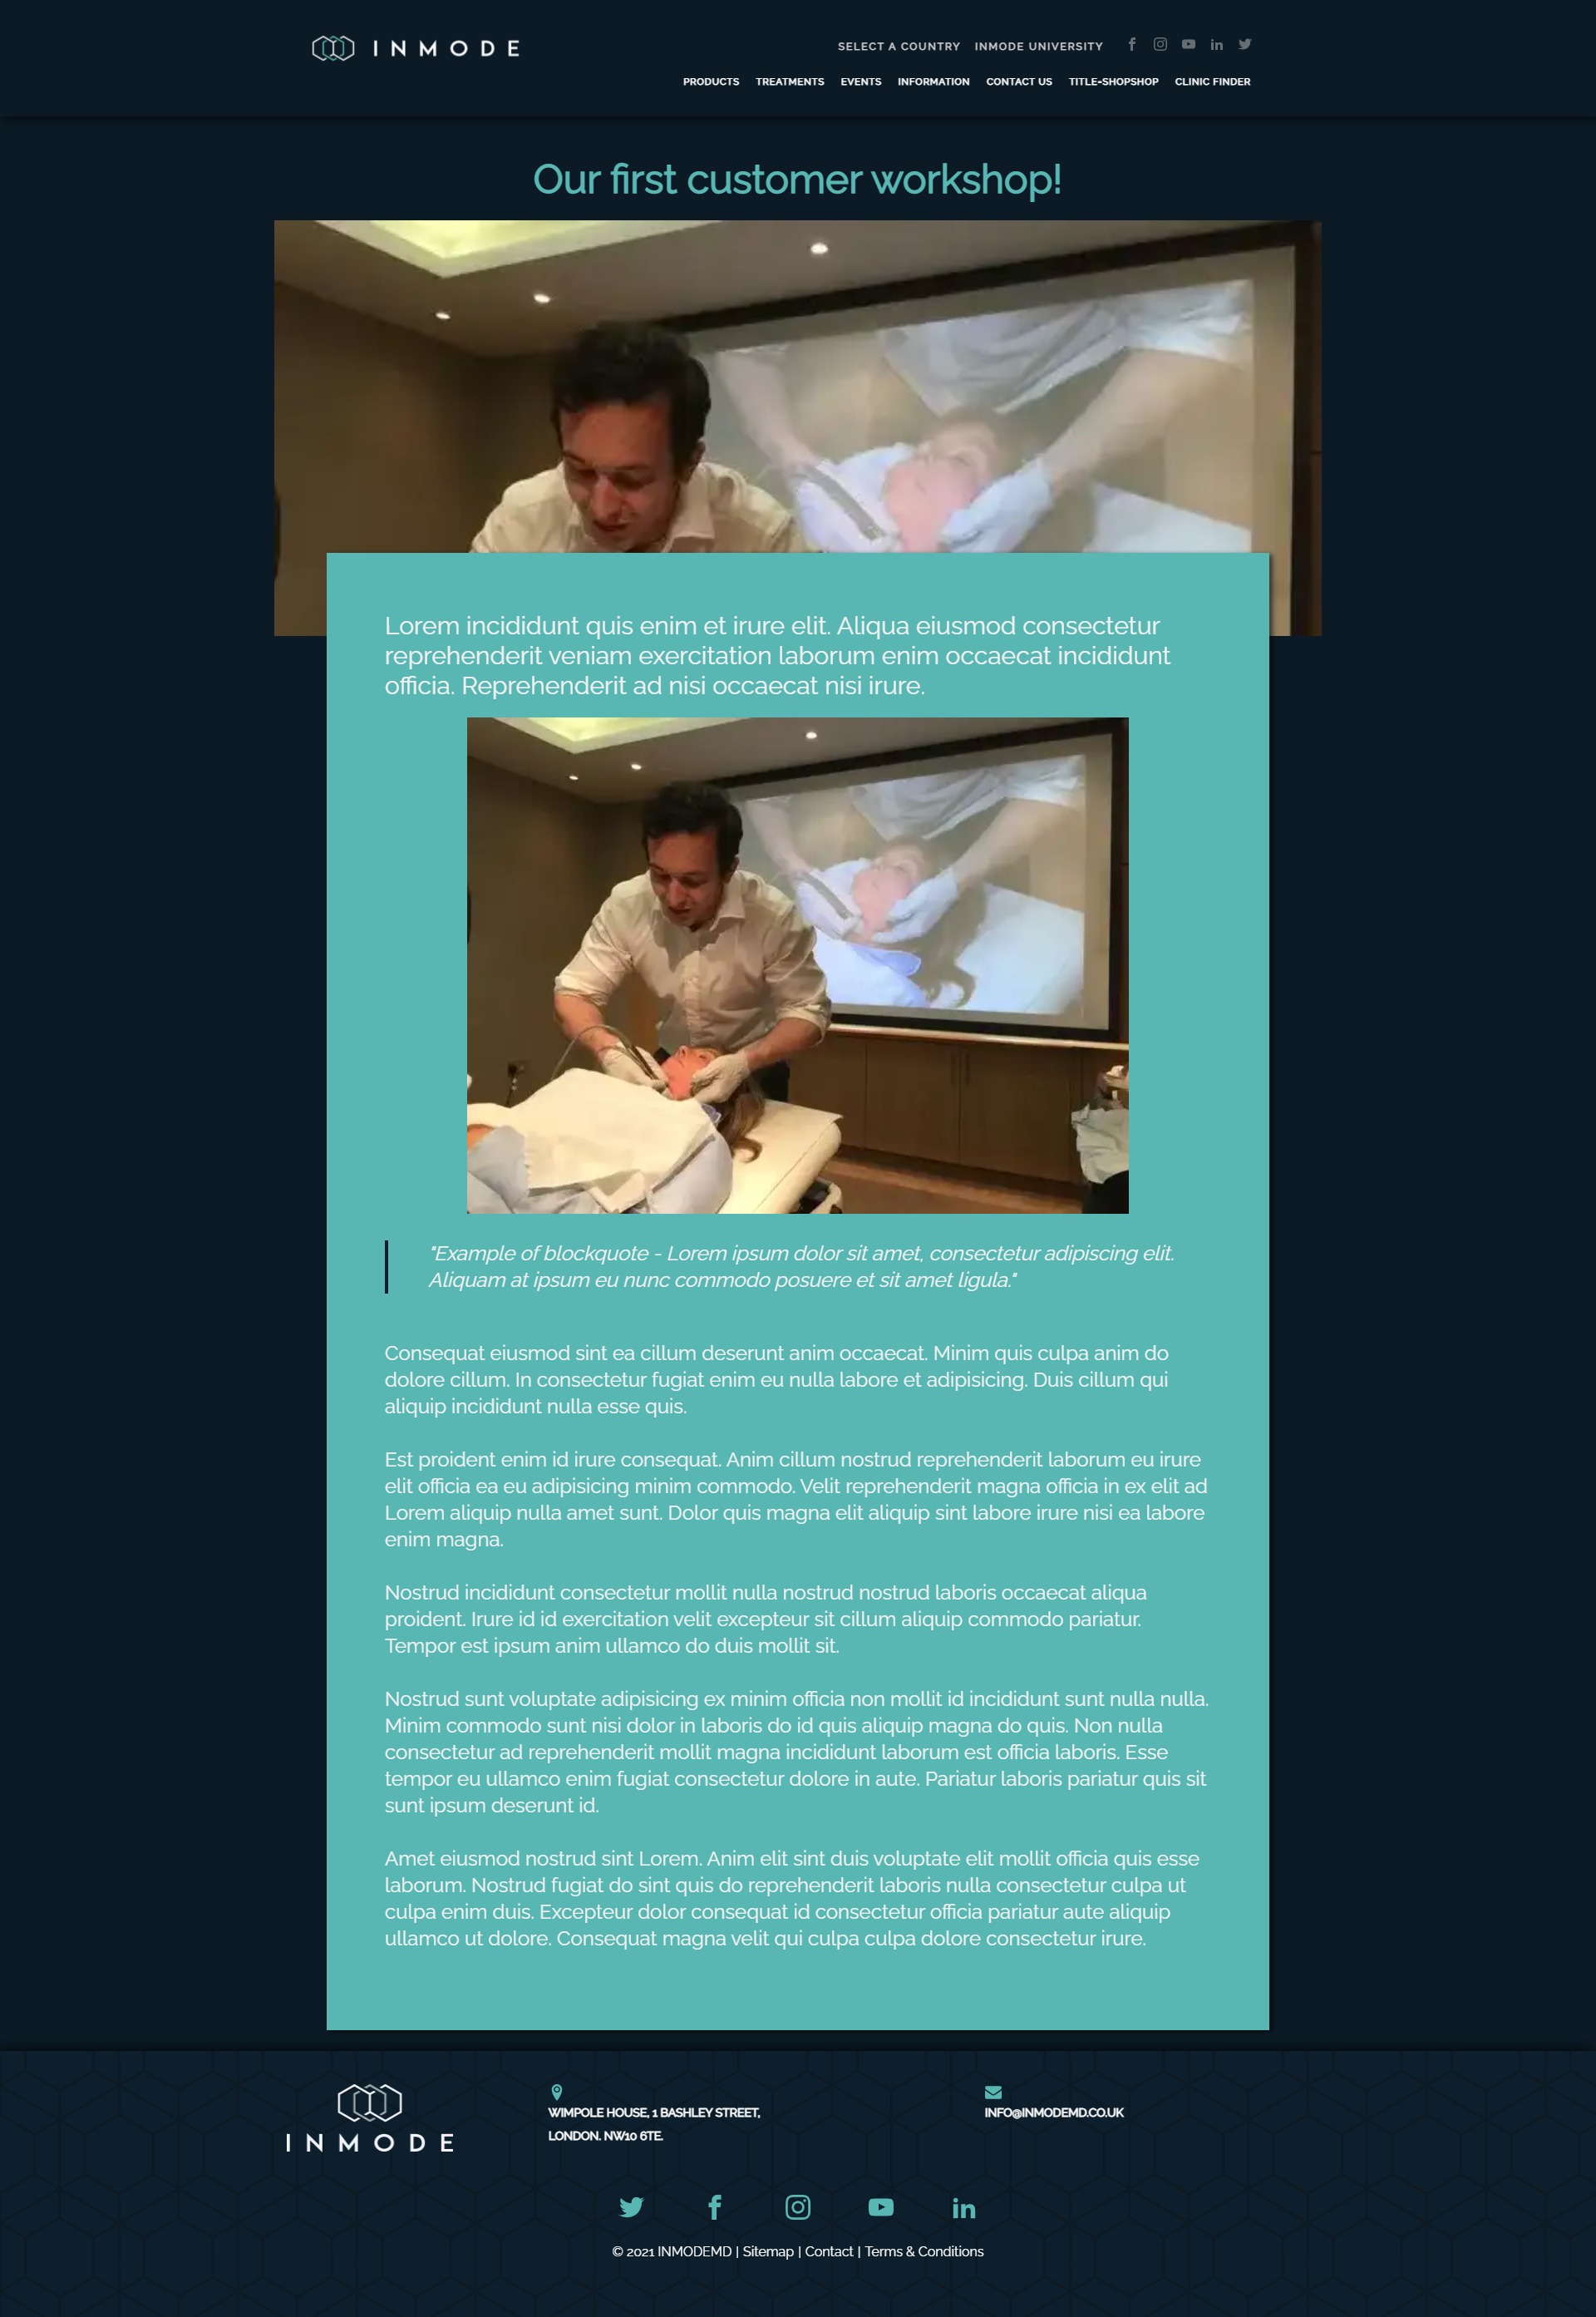 INMODE
SELECT A COUNTRY INMODE UNIVERSITY
PRODUCTS TREATMENTS EVENTS INFORMATION CONTACT US TITLE-SHOPSHOP CLINIC FINDER
Our first customer workshop!
Lorem incididunt quis enim et irure elit. Aliqua eiusmod consectetur
reprehenderit veniam exercitation laborum enim occaecat incididunt
officia. Reprehenderit ad nisi occaecat nisi irure.
"Example of blockquote - Lorem ipsum dolor sit amet, consectetur adipiscing elit.
Aliquam at ipsum eu nunc commodo posuere et sit amet ligula."
Consequat eiusmod sint ea cillum deserunt anim occaecat. Minim quis culpa anim do
dolore cillum. In consectetur fugiat enim eu nulla labore et adipisicing. Duis cillum qui
aliquip incididunt nulla esse quis.
Est proident enim id irure consequat. Anim cillum nostrud reprehenderit laborum eu irure
elit officia ea eu adipisicing minim commodo. Velit reprehenderit magna officia in ex elit ad
Lorem aliquip nulla amet sunt. Dolor quis magna elit aliquip sint labore irure nisi ea labore
enim magna.
Nostrud incididunt consectetur mollit nulla nostrud nostrud laboris occaecat aliqua
proident. Irure id id exercitation velit excepteur sit cillum aliquip commodo pariatur.
Tempor est ipsum anim ullamco do duis mollit sit.
Nostrud sunt voluptate adipisicing ex minim officia non mollit id incididunt sunt nulla nulla.
Minim commodo sunt nisi dolor in laboris do id quis aliquip magna do quis. Non nulla
consectetur ad reprehenderit mollit magna incididunt laborum est officia laboris. Esse
tempor eu ullamco enim fugiat consectetur dolore in aute. Pariatur laboris pariatur quis sit
sunt ipsum deserunt id.
Amet eiusmod nostrud sint Lorem. Anim elit sint duis voluptate elit mollit officia quis esse
laborum. Nostrud fugiat do sint quis do reprehenderit laboris nulla consectetur culpa ut
culpa enim duis. Excepteur dolor consequat id consectetur officia pariatur aute aliquip
ullamco ut dolore. Consequat magna velit qui culpa culpa dolore consectetur irure.
INMODE
WIMPOLE HOUSE, 1 BASHLEY STREET,
LONDON. NW10 6TE.
INFO@INMODEMD.CO.UK
© 2021 INMODEMD | Sitemap | Contact | Terms & Conditions